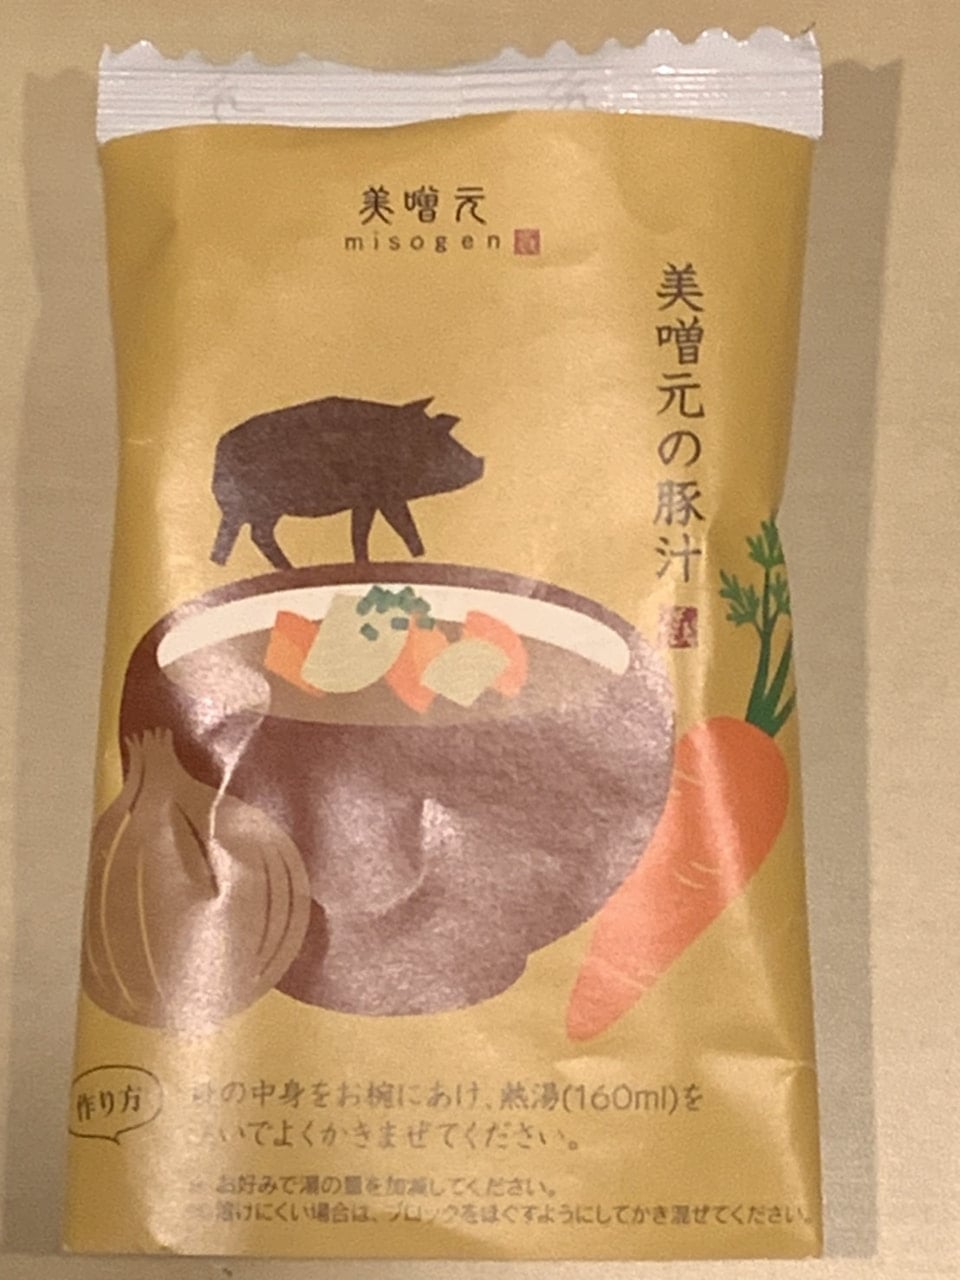 美噌元
misogen
美噌元の豚汁
作り方
の中身をお椀にあけ、熱湯(160ml)を
いでよくかきまぜてください。
お好みで湯の量を加減してください。
溶けにくい場合は、ブロックをほぐすようにしてかき混ぜてください。